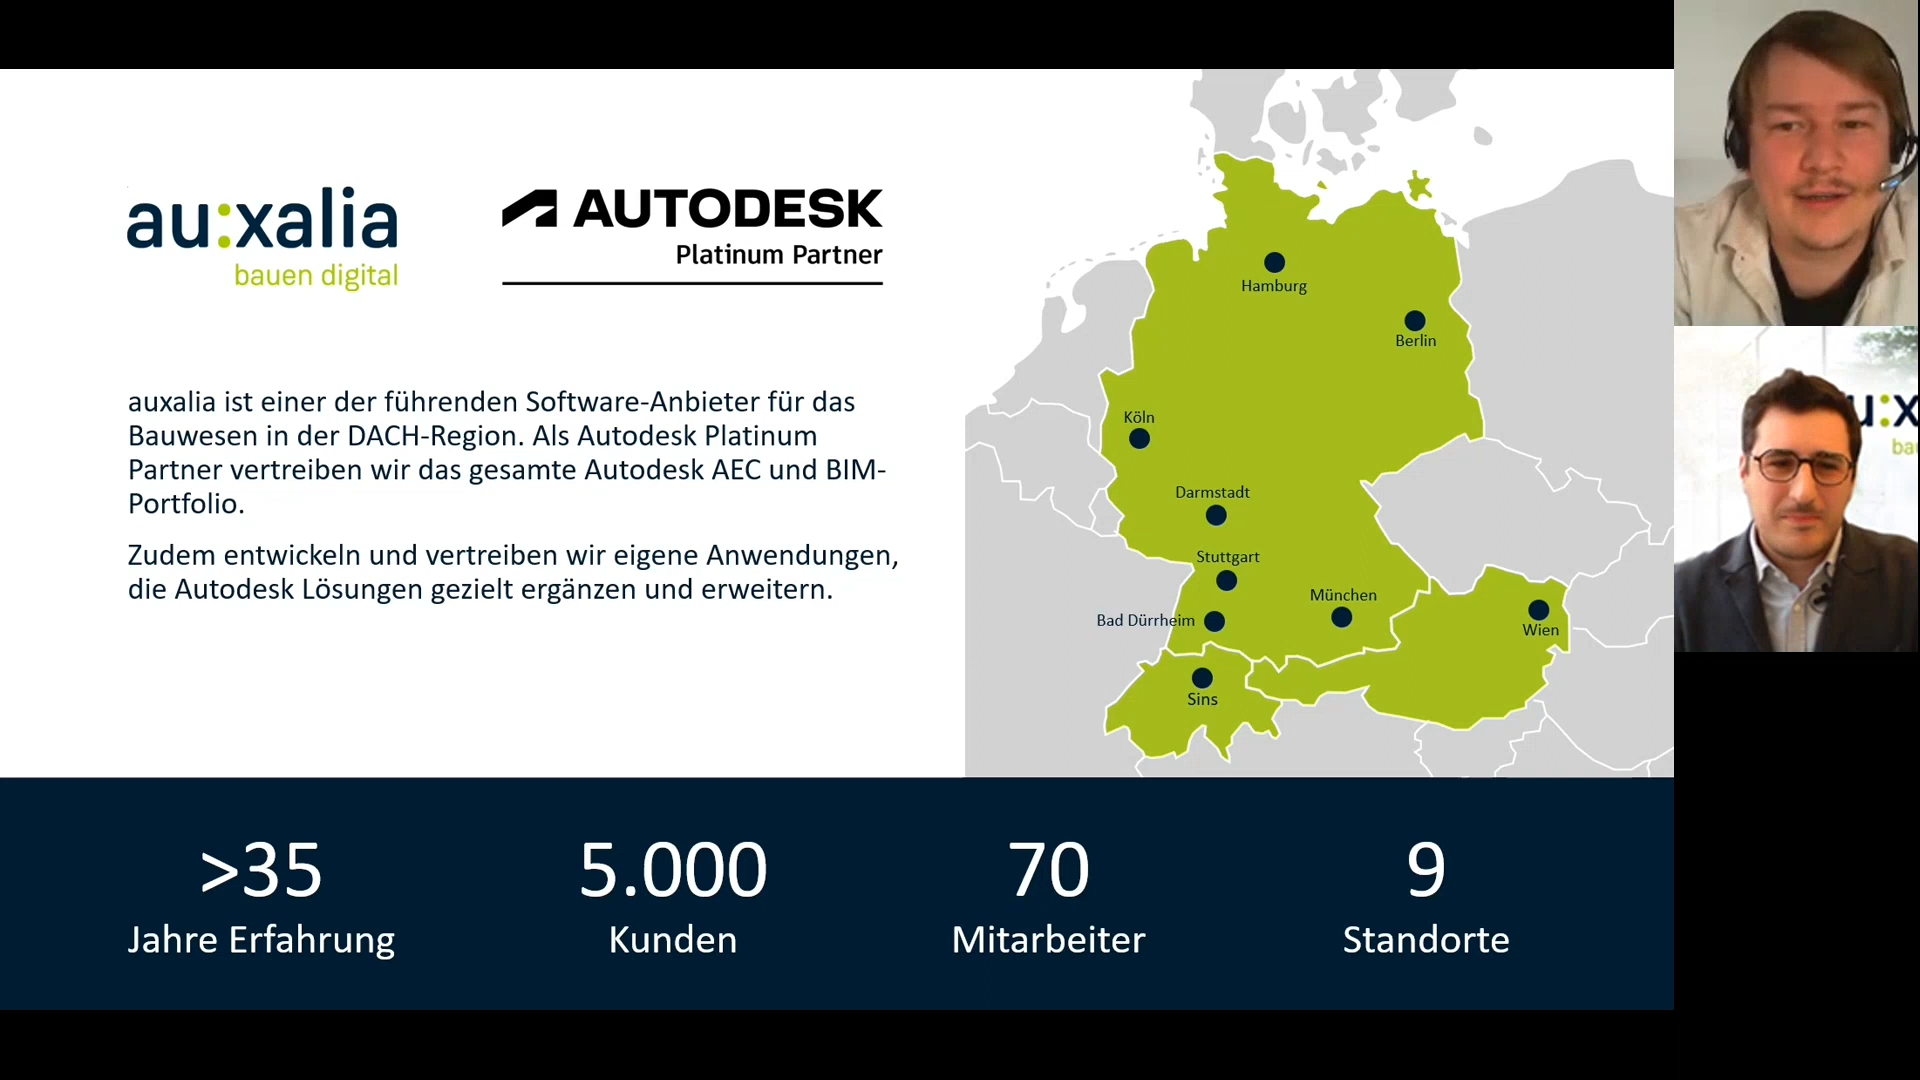 au:xalia
bauen digital
AUTODESK
Platinum Partner
auxalia ist einer der führenden Software-Anbieter für das
Bauwesen in der DACH-Region. Als Autodesk Platinum
Partner vertreiben wir das gesamte Autodesk AEC und BIM-
Portfolio.
Zudem entwickeln und vertreiben wir eigene Anwendungen,
die Autodesk Lösungen gezielt ergänzen und erweitern.
Hamburg
Berlin
Köln
Darmstadt
Stuttgart
München
Bad Dürrheim
Wien
Sins
>35
Jahre Erfahrung
5.000
Kunden
70
Mitarbeiter
9
Standorte
u:x
bau